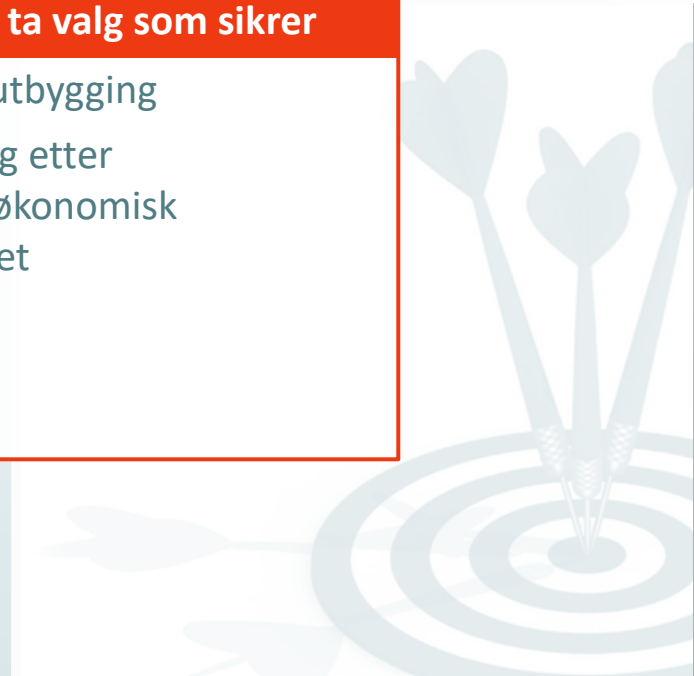 ta valg som sikrer
utbygging
g etter
økonomisk
et